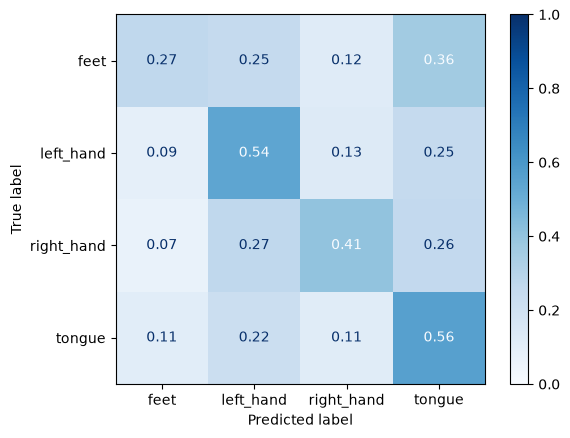 feet 0.27 0.25 0.12 0.36
left_hand 0.09 0.54 0.13 0.25
right_hand 0.07 0.27 0.41 0.26
tongue 0.11 0.22 0.11 0.56
feet left_hand right_hand tongue
Predicted label
True label
1.0
0.8
0.6
0.4
0.2
0.0